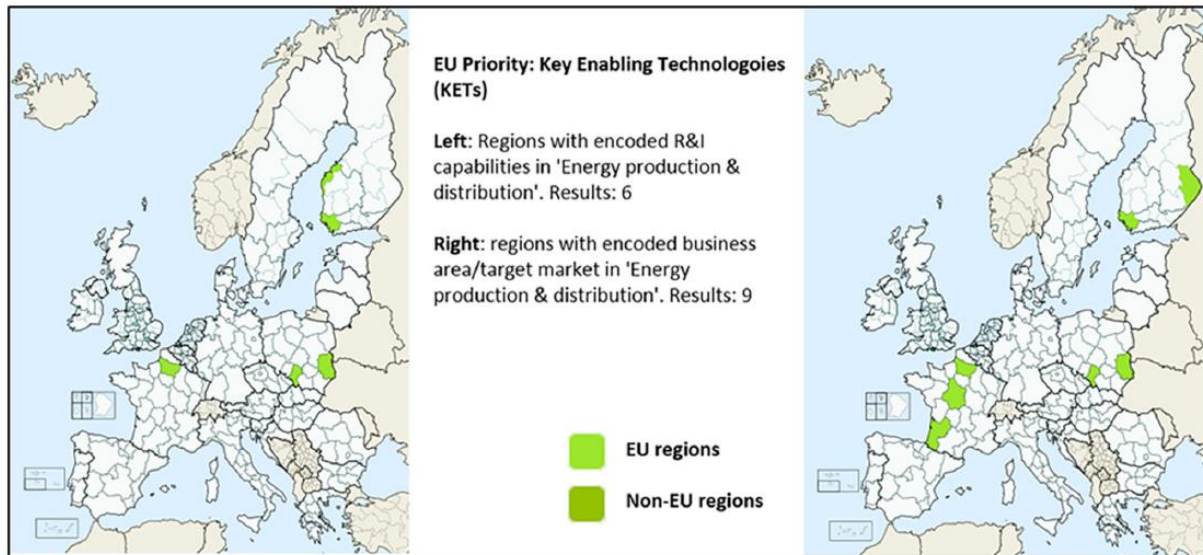 EU Priority: Key Enabling Technologoies
(KETs)
Left: Regions with encoded R&I
capabilities in 'Energy production &
distribution'. Results: 6
Right: regions with encoded business
area/target market in 'Energy
production & distribution'. Results: 9
EU regions
Non-EU regions